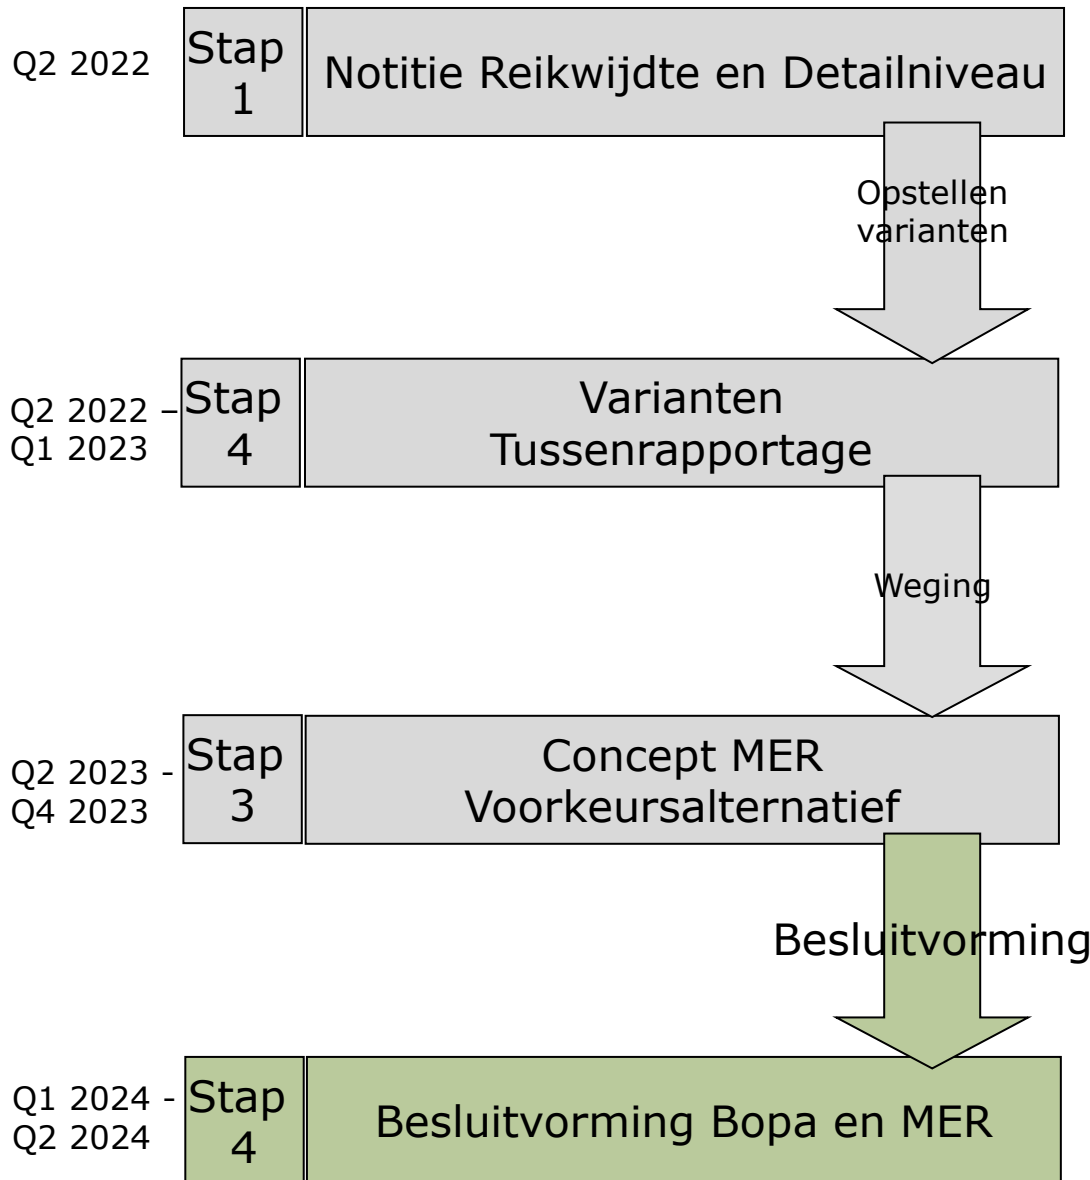 Q2 2022
Stap
1
Notitie Reikwijdte en Detailniveau
Opstellen
varianten
Q2 2022 –
Q1 2023
Stap
4
Varianten
Tussenrapportage
Weging
Q2 2023 -
Q4 2023
Stap
3
Concept MER
Voorkeursalternatief
Besluitvorming
Q1 2024 -
Q2 2024
Stap
4
Besluitvorming Bopa en MER